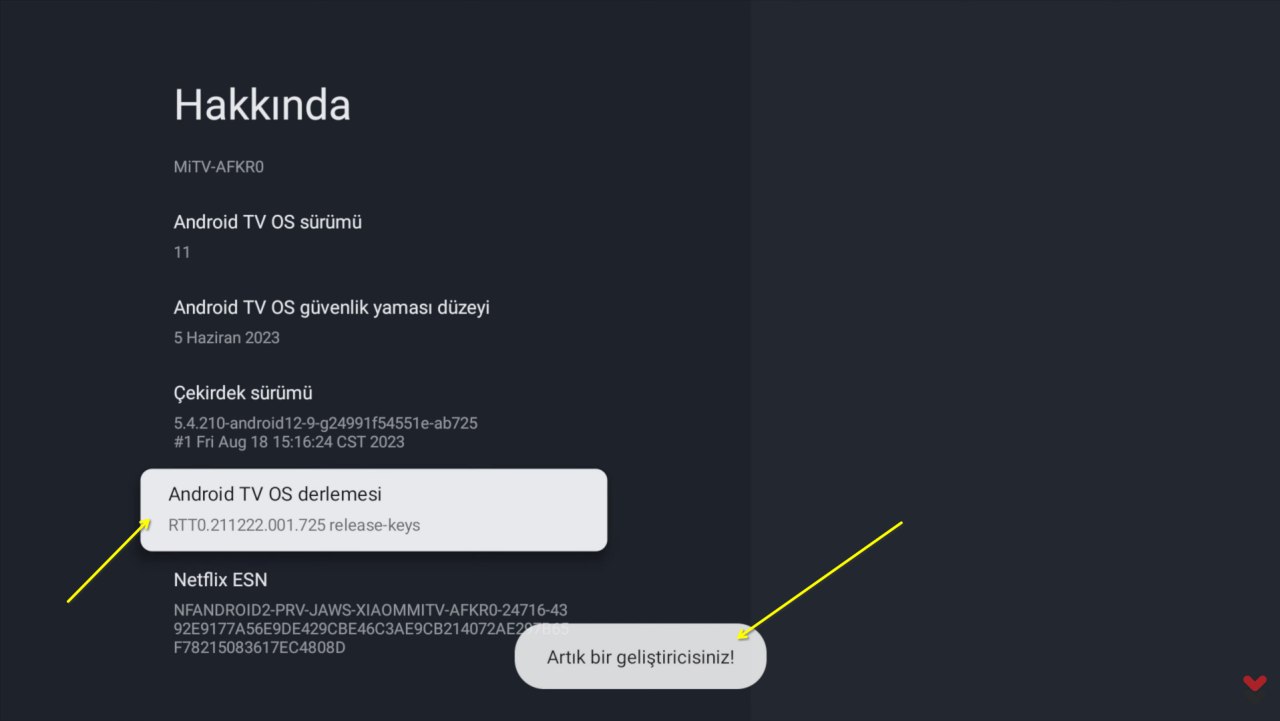 Hakkında
MiTV-AFKR0
Android TV OS sürümü
11
Android TV OS güvenlik yaması düzeyi
5 Haziran 2023
Çekirdek sürümü
5.4.210-android12-9-g24991f54551e-ab725
#1 Fri Aug 18 15:16:24 CST 2023
Android TV OS derlemesi
RTT0.211222.001.725 release-keys
Netflix ESN
NFANDROID2-PRV-JAWS-XIAOMMITV-AFKR0-24716-43
92E9177A56E9DE429CBE46C3AE9CB214072AE297B65
F78215083617EC4808D
Artık bir geliştiricisiniz!